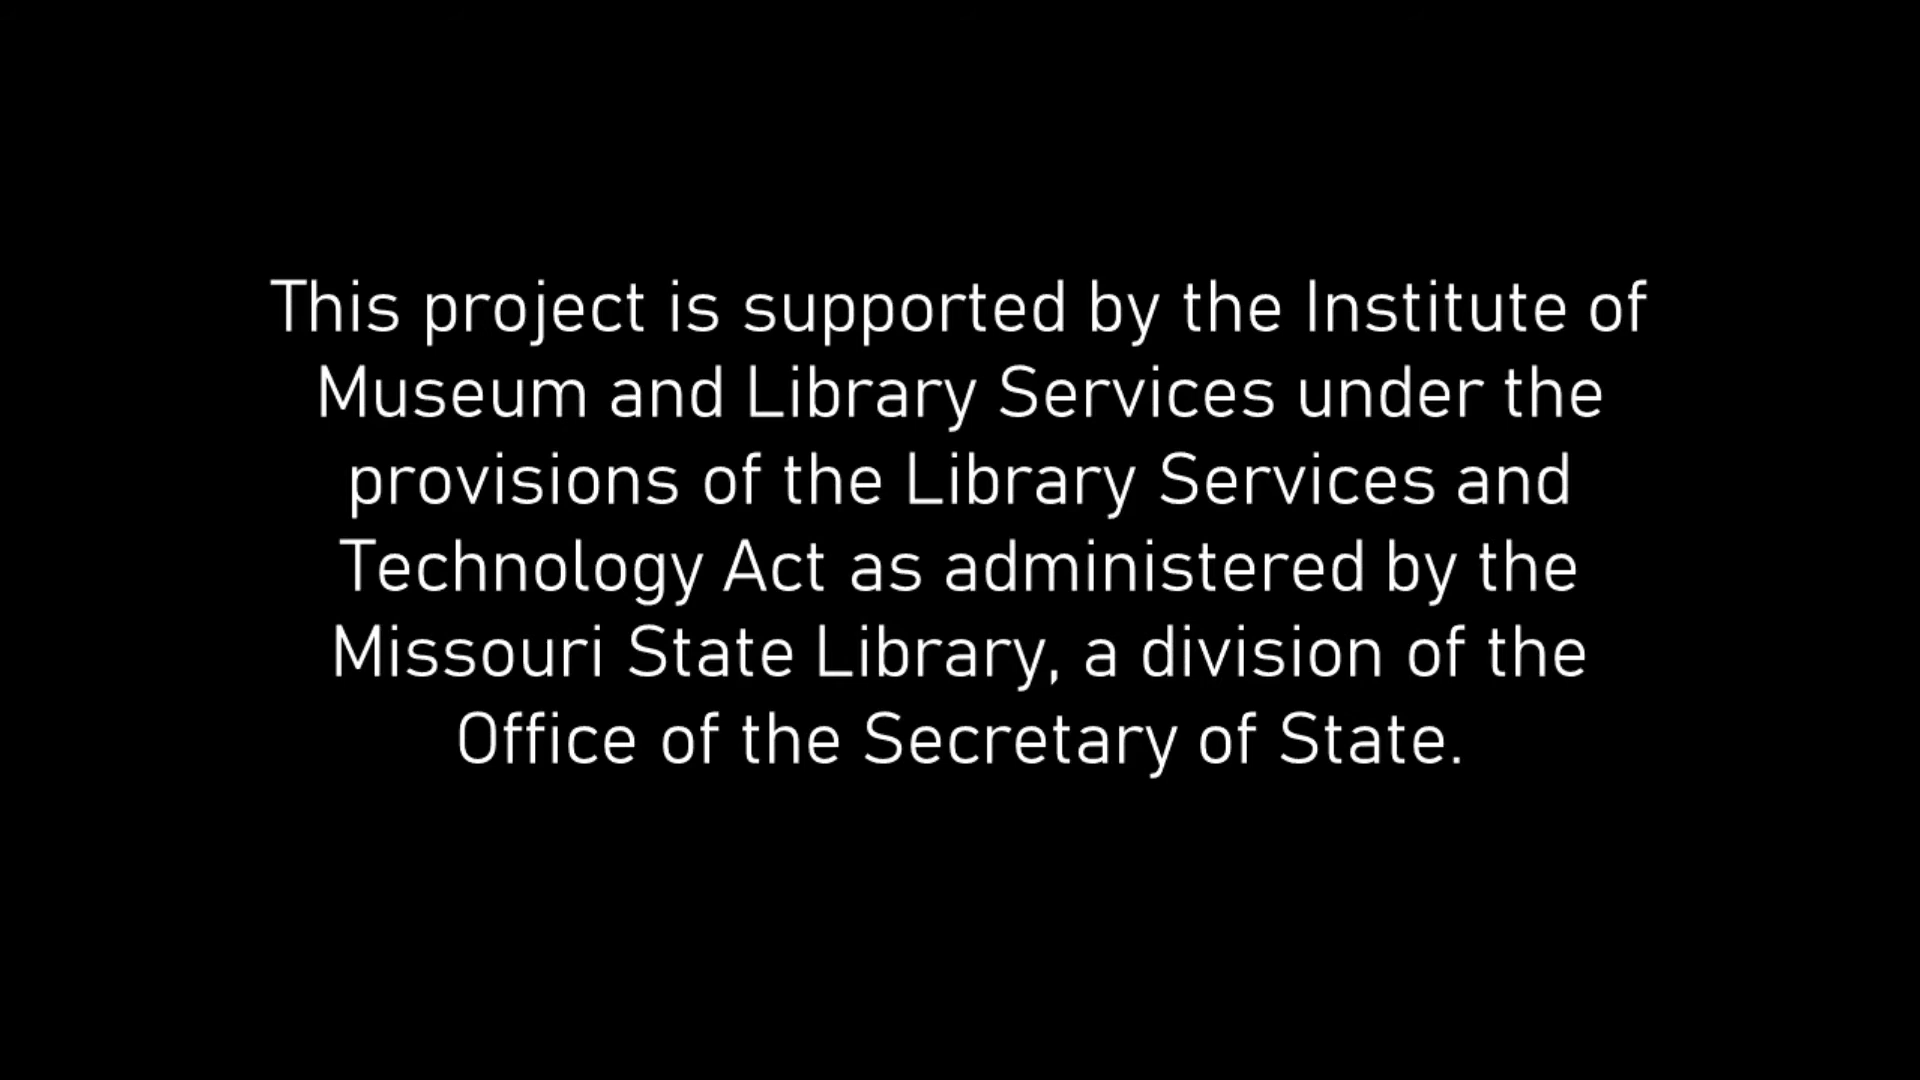 This project is supported by the Institute of
Museum and Library Services under the
provisions of the Library Services and
Technology Act as administered by the
Missouri State Library, a division of the
Office of the Secretary of State.